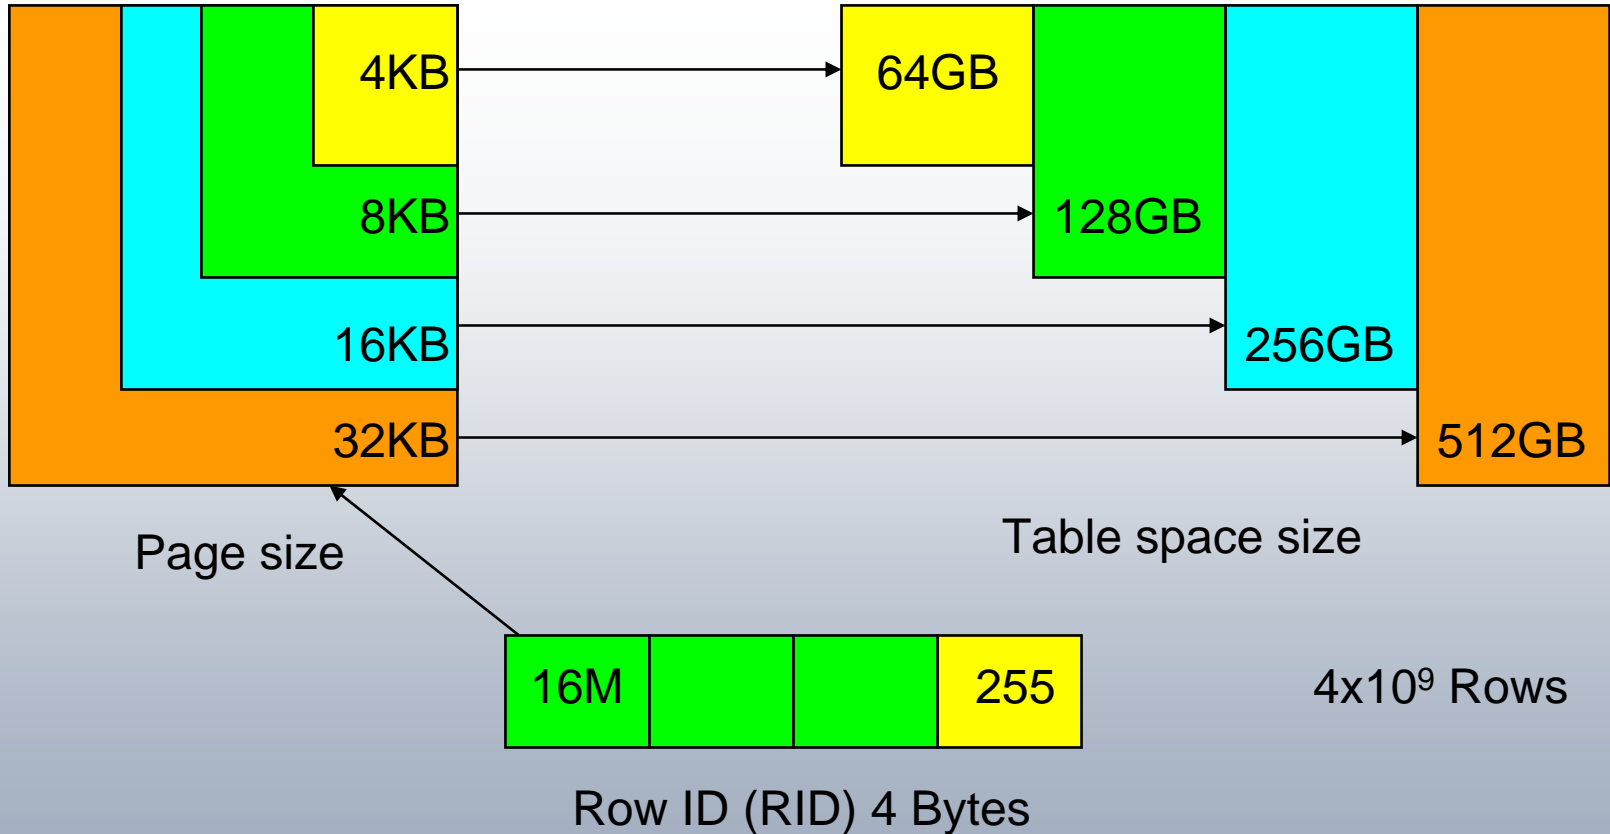 4KB
64GB
8KB
128GB
16KB
256GB
32KB
512GB
Page size
Table space size
16M
255
4x10⁹ Rows
Row ID (RID) 4 Bytes